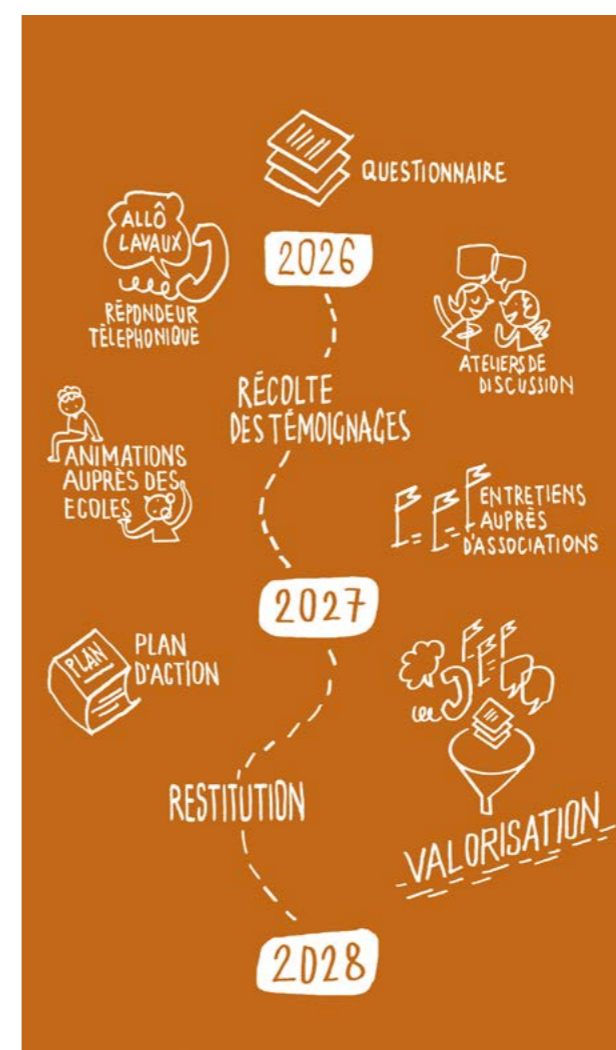 QUESTIONNAIRE
ALLÔ
LAVAUX
RÉPONDEUR
TÉLEPHONIQUE
2026
ATELIERS DE
DISCUSSION
RÉCOLTE
DES TÉMOIGNAGES
ANIMATIONS
AUPRÈS DES
ECOLES
ENTRETIENS
AUPRÈS
D'ASSOCIATIONS
2027
PLAN
PLAN
D'ACTION
RESTITUTION
VALORISATION
2028